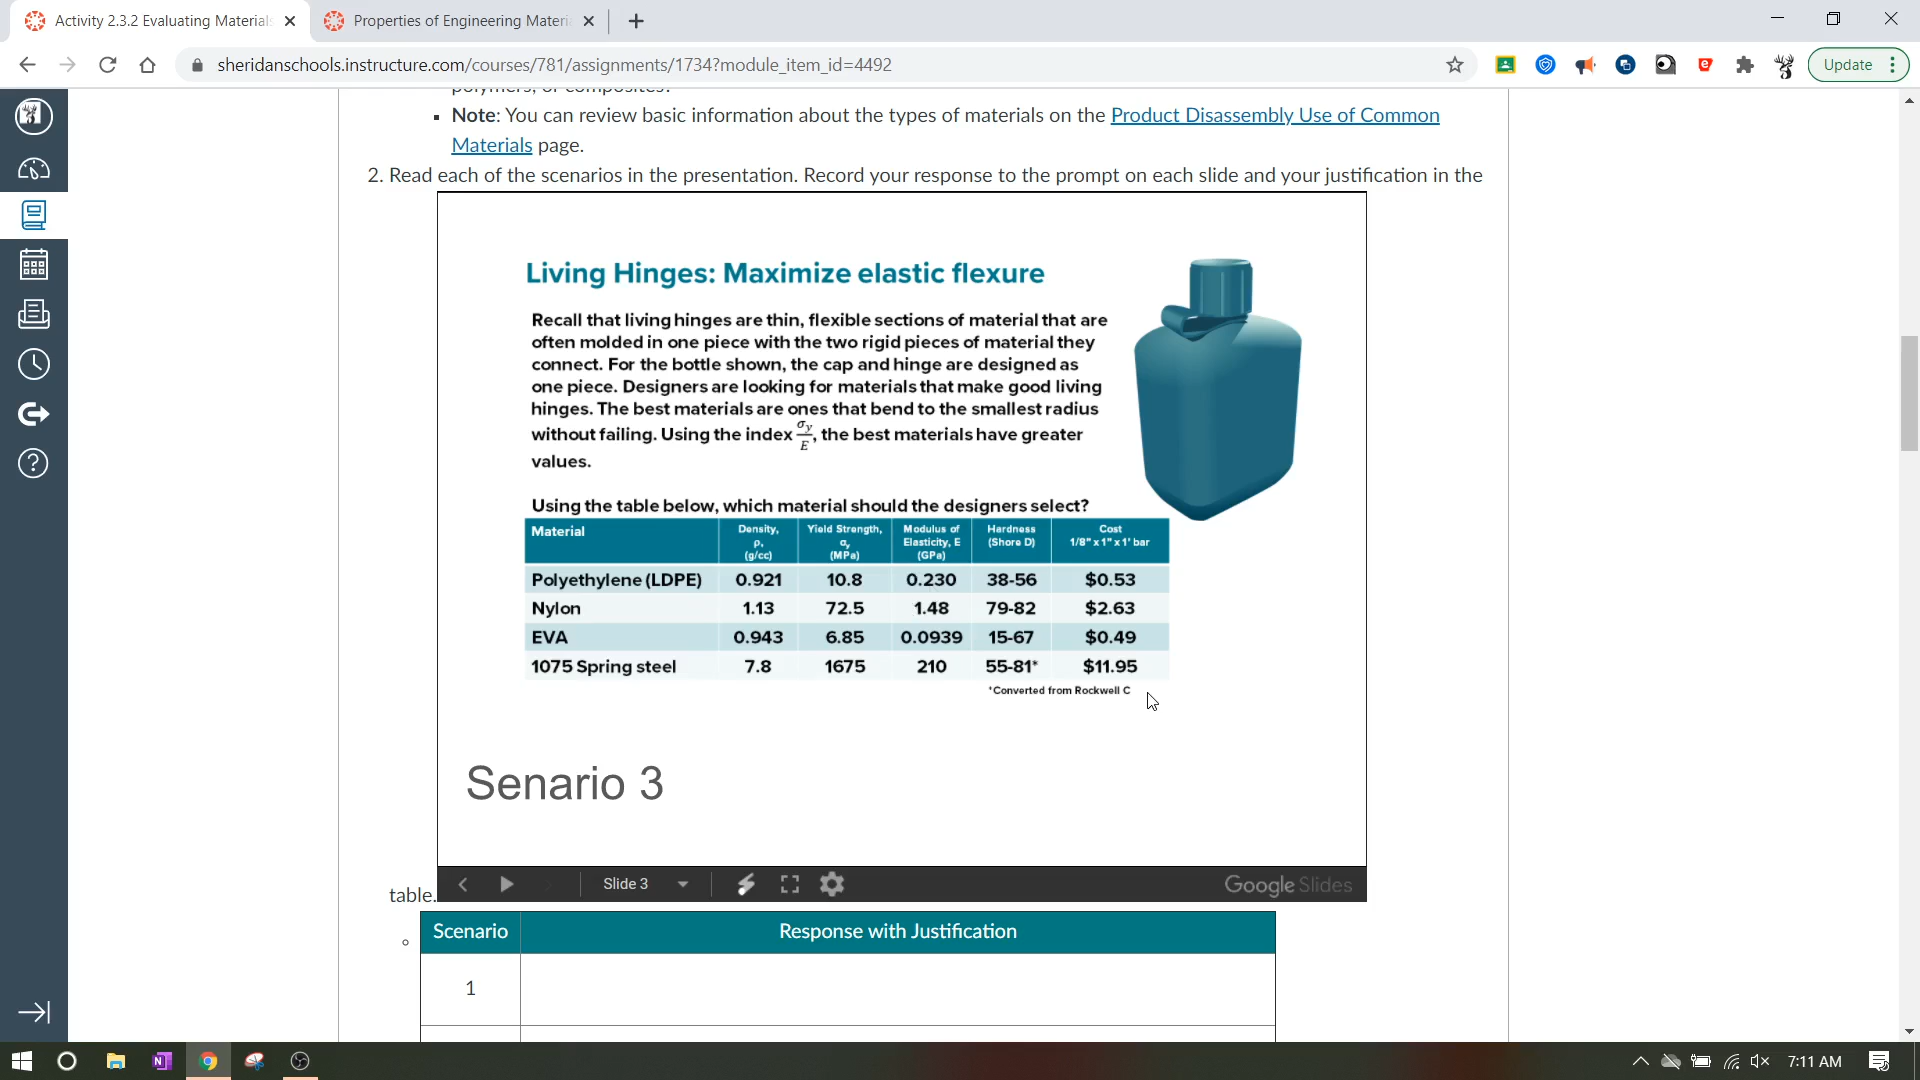 Activity 2.3.2 Evaluating Materials
Properties of Engineering Materi
sheridanschools.instructure.com/courses/781/assignments/1734?module_item_id=4492
Update
polymers, or composites?
Note: You can review basic information about the types of materials on the Product Disassembly Use of Common
Materials page.
2. Read each of the scenarios in the presentation. Record your response to the prompt on each slide and your justification in the
Living Hinges: Maximize elastic flexure
Recall that living hinges are thin, flexible sections of material that are
often molded in one piece with the two rigid pieces of material they
connect. For the bottle shown, the cap and hinge are designed as
one piece. Designers are looking for materials that make good living
hinges. The best materials are ones that bend to the smallest radius
without failing. Using the index σy/E, the best materials have greater
values.
Using the table below, which material should the designers select?
Material Density, ρ, (g/cc) Yield Strength, σy (MPa) Modulus of Elasticity, E (GPa) Hardness (Shore D) Cost 1/8" x 1" x 1' bar
Polyethylene (LDPE) 0.921 10.8 0.230 38-56 $0.53
Nylon 1.13 72.5 1.48 79-82 $2.63
EVA 0.943 6.85 0.0939 15-67 $0.49
1075 Spring steel 7.8 1675 210 55-81* $11.95
*Converted from Rockwell C
Senario 3
Slide 3
Google Slides
table.
Scenario Response with Justification
1
7:11 AM